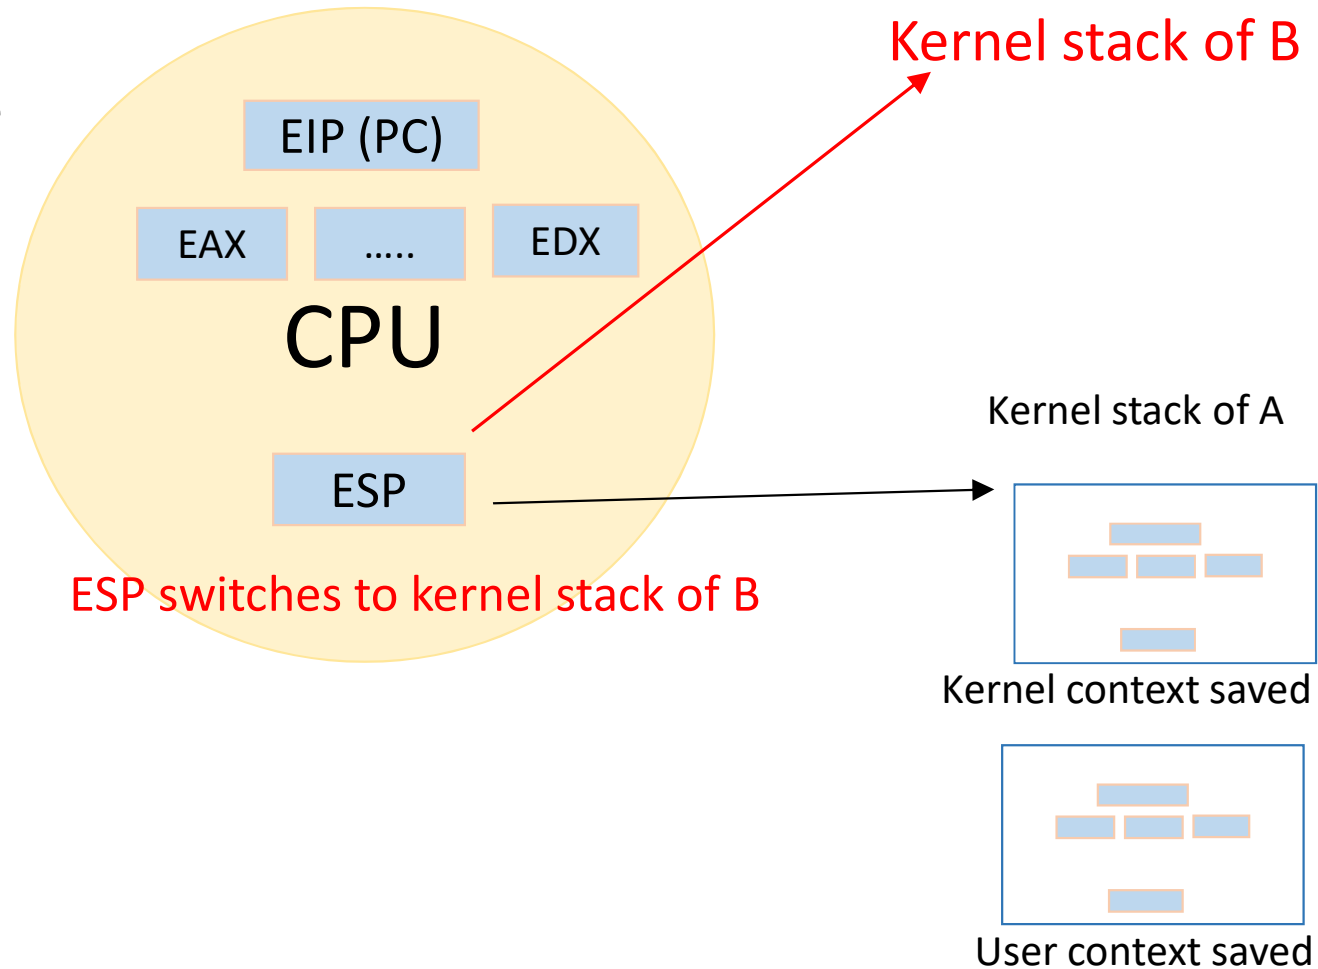 Kernel stack of B
EIP (PC)
EAX
.....
EDX
CPU
Kernel stack of A
ESP
ESP switches to kernel stack of B
Kernel context saved
User context saved